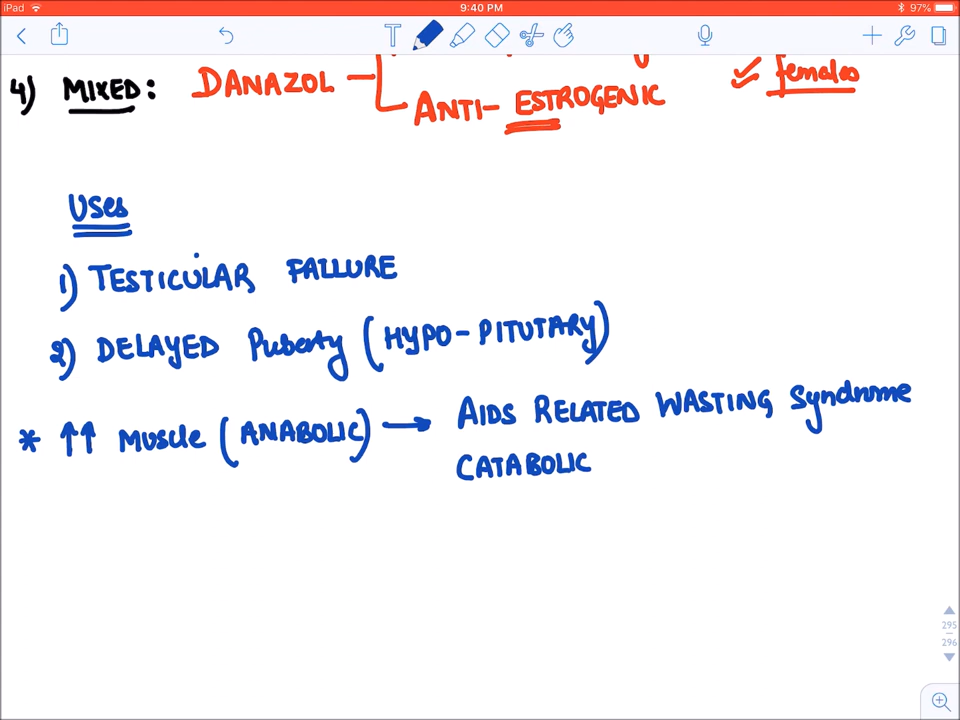 iPad 9:40 PM 97%
T
4) MIXED: DANAZOL
ANTI-ESTROGENIC
✓ females
Uses
1) TESTICULAR FAILURE
2) DELAYED Puberty (HYPO-PITUTARY)
* ↑↑ Muscle (ANABOLIC) → AIDS RELATED WASTING Syndrome
CATABOLIC
295
296